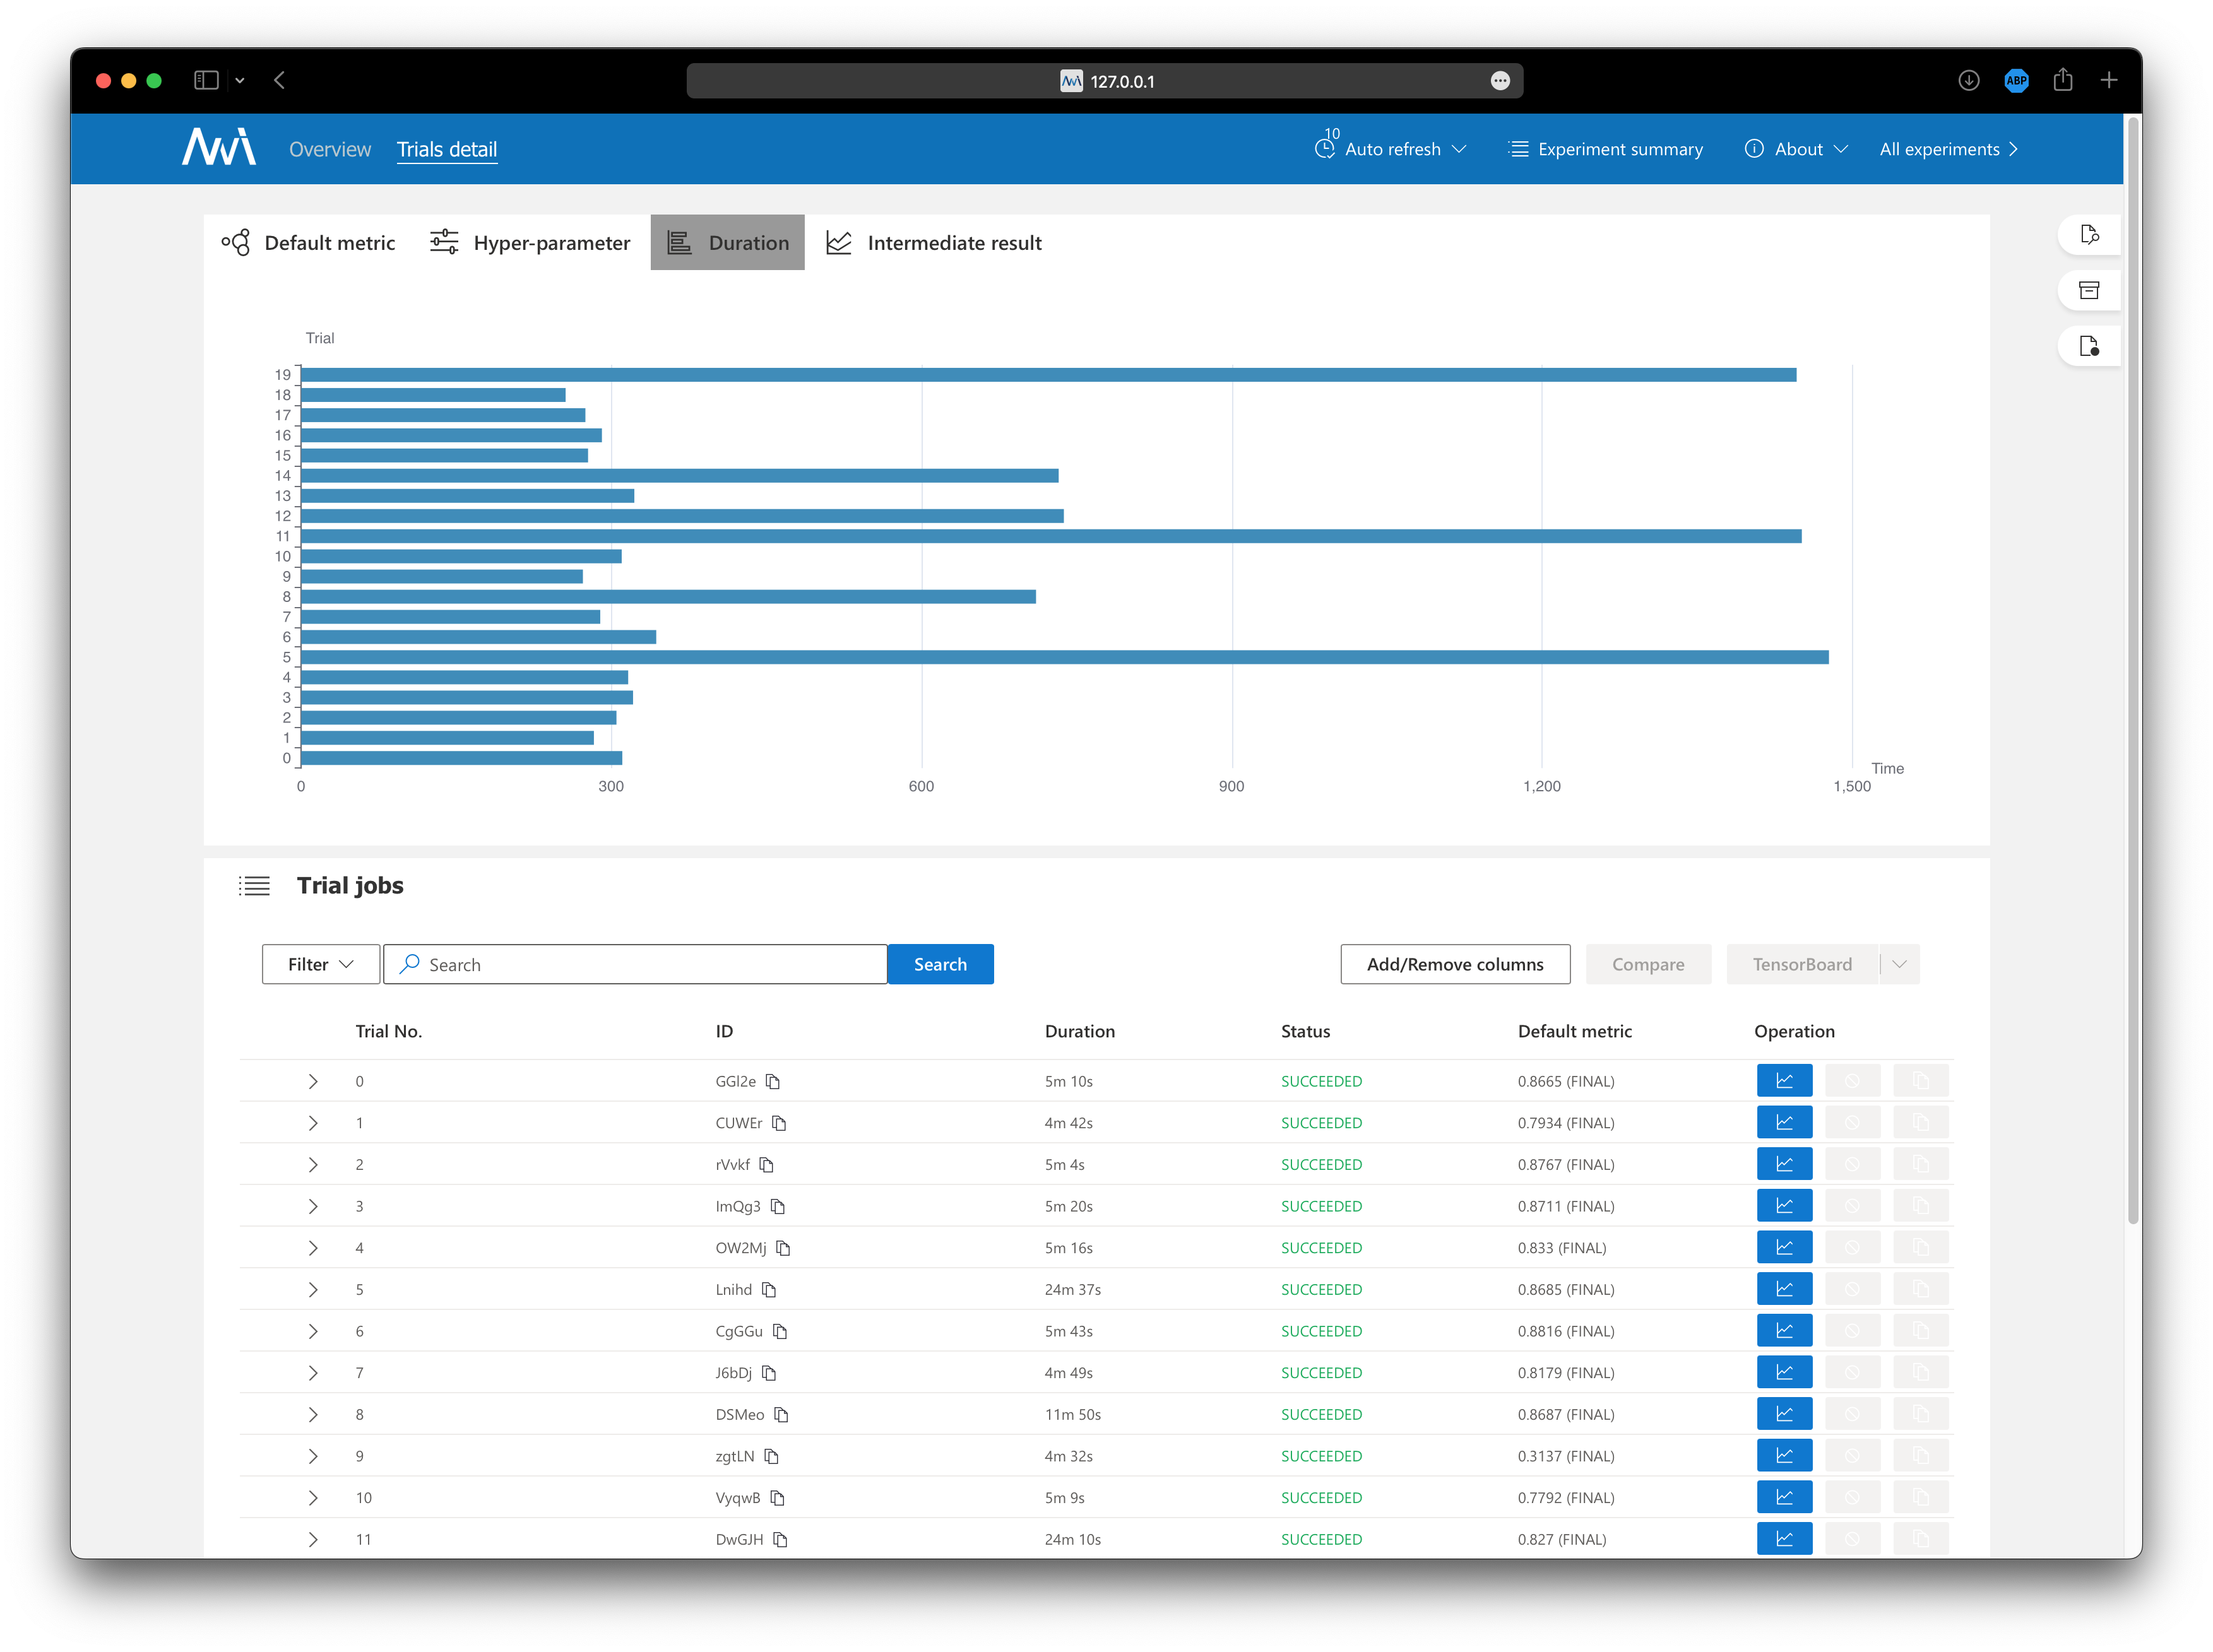 127.0.0.1
ABP
Overview Trials detail 10 Auto refresh Experiment summary About All experiments
Default metric Hyper-parameter Duration Intermediate result
Trial
19
18
17
16
15
14
13
12
11
10
9
8
7
6
5
4
3
2
1
0
Time
0 300 600 900 1,200 1,500
Trial jobs
Filter Search Search Add/Remove columns Compare TensorBoard
Trial No. ID Duration Status Default metric Operation
0 GGl2e 5m 10s SUCCEEDED 0.8665 (FINAL)
1 CUWEr 4m 42s SUCCEEDED 0.7934 (FINAL)
2 rVvkf 5m 4s SUCCEEDED 0.8767 (FINAL)
3 ImQg3 5m 20s SUCCEEDED 0.8711 (FINAL)
4 OW2Mj 5m 16s SUCCEEDED 0.833 (FINAL)
5 Lnihd 24m 37s SUCCEEDED 0.8685 (FINAL)
6 CgGGu 5m 43s SUCCEEDED 0.8816 (FINAL)
7 J6bDj 4m 49s SUCCEEDED 0.8179 (FINAL)
8 DSMeo 11m 50s SUCCEEDED 0.8687 (FINAL)
9 zgtLN 4m 32s SUCCEEDED 0.3137 (FINAL)
10 VyqwB 5m 9s SUCCEEDED 0.7792 (FINAL)
11 DwGJH 24m 10s SUCCEEDED 0.827 (FINAL)